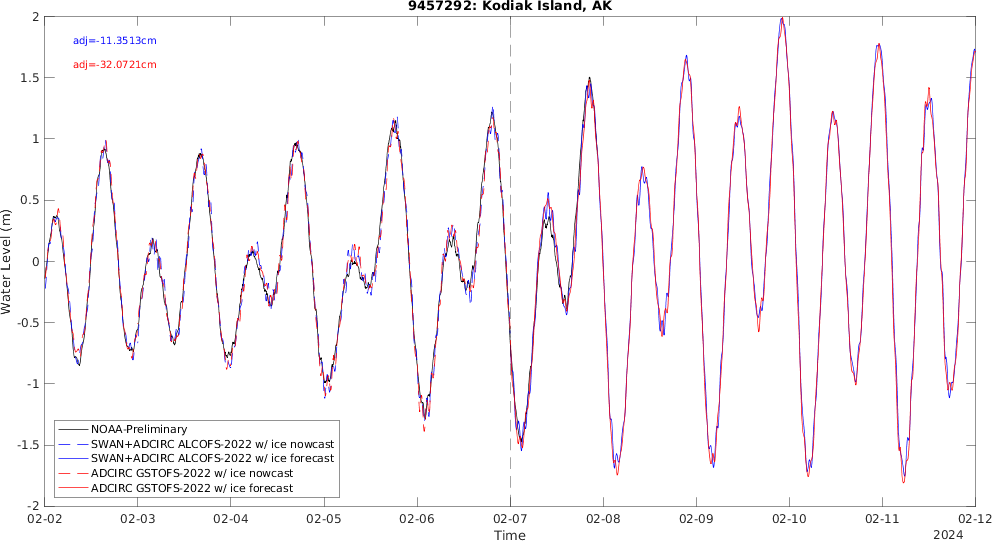 9457292: Kodiak Island, AK
adj=-11.3513cm
adj=-32.0721cm
Water Level (m)
2
1.5
1
0.5
0
-0.5
-1
-1.5
-2
NOAA-Preliminary
SWAN+ADCIRC ALCOFS-2022 w/ ice nowcast
SWAN+ADCIRC ALCOFS-2022 w/ ice forecast
ADCIRC GSTOFS-2022 w/ ice nowcast
ADCIRC GSTOFS-2022 w/ ice forecast
02-02 02-03 02-04 02-05 02-06 02-07 02-08 02-09 02-10 02-11 02-12
Time
2024